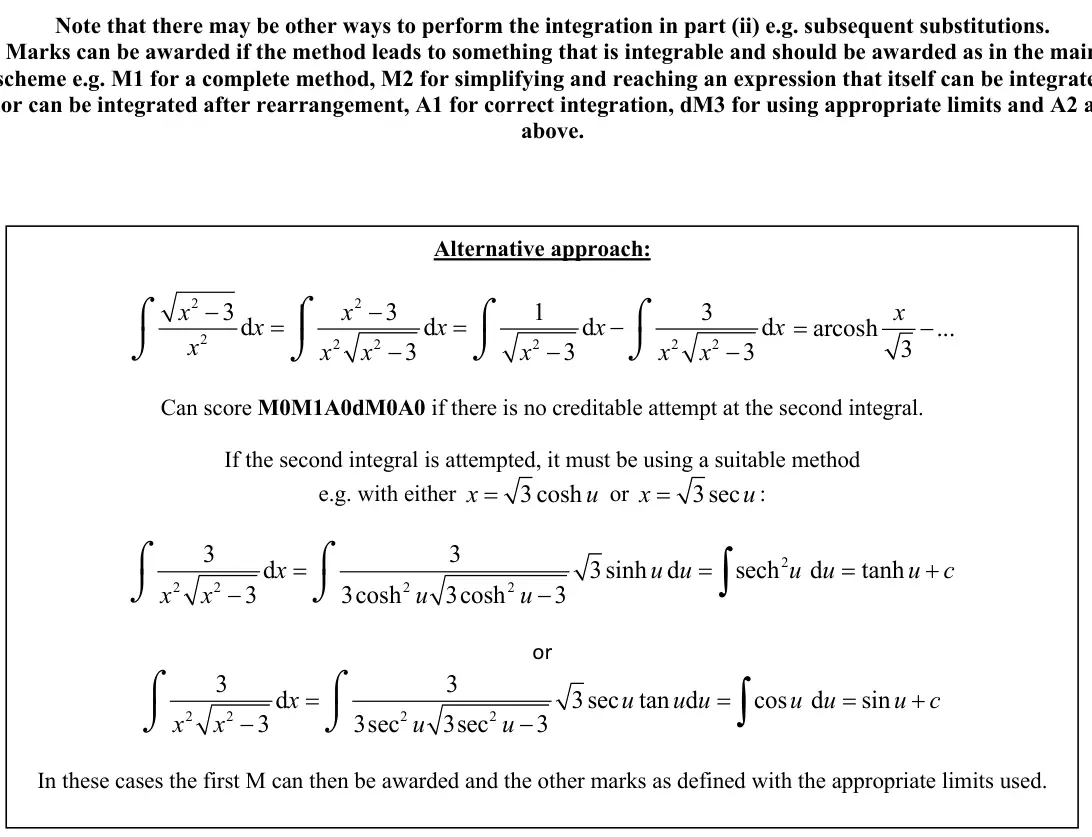 Note that there may be other ways to perform the integration in part (ii) e.g. subsequent substitutions.
Marks can be awarded if the method leads to something that is integrable and should be awarded as in the main
scheme e.g. M1 for a complete method, M2 for simplifying and reaching an expression that itself can be integrate
or can be integrated after rearrangement, A1 for correct integration, dM3 for using appropriate limits and A2 a
above.
Alternative approach:
∫ √(x² − 3)/x² dx = ∫ (x² − 3)/(x²√(x² − 3)) dx = ∫ 1/√(x² − 3) dx − ∫ 3/(x²√(x² − 3)) dx = arcosh x/√3 − ...
Can score M0M1A0dM0A0 if there is no creditable attempt at the second integral.
If the second integral is attempted, it must be using a suitable method
e.g. with either x = √3 cosh u or x = √3 sec u :
∫ 3/(x²√(x² − 3)) dx = ∫ 3/(3cosh² u√(3cosh² u − 3)) √3 sinh u du = ∫ sech²u du = tanh u + c
or
∫ 3/(x²√(x² − 3)) dx = ∫ 3/(3sec² u√(3sec² u − 3)) √3 sec u tan udu = ∫ cos u du = sin u + c
In these cases the first M can then be awarded and the other marks as defined with the appropriate limits used.